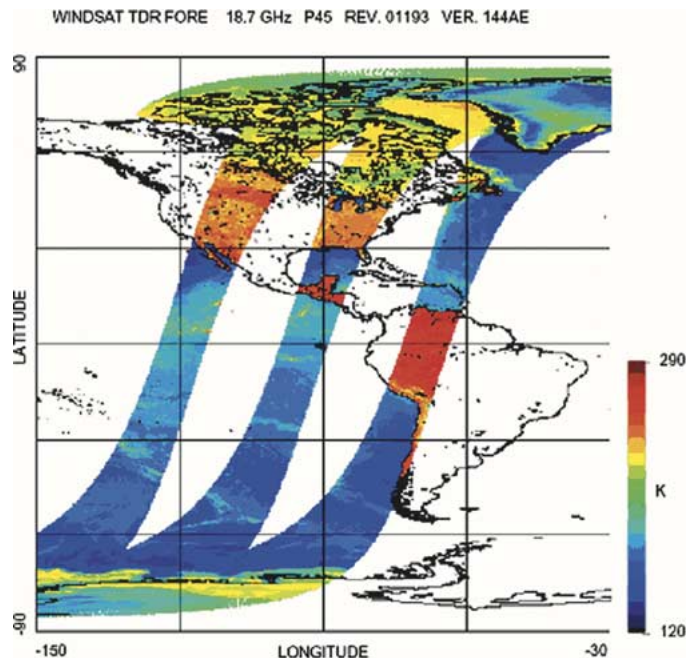 WINDSAT TDR FORE 18.7 GHz P45 REV. 01193 VER. 144AE
90
LATITUDE
290
K
120
-90
-150 LONGITUDE -30